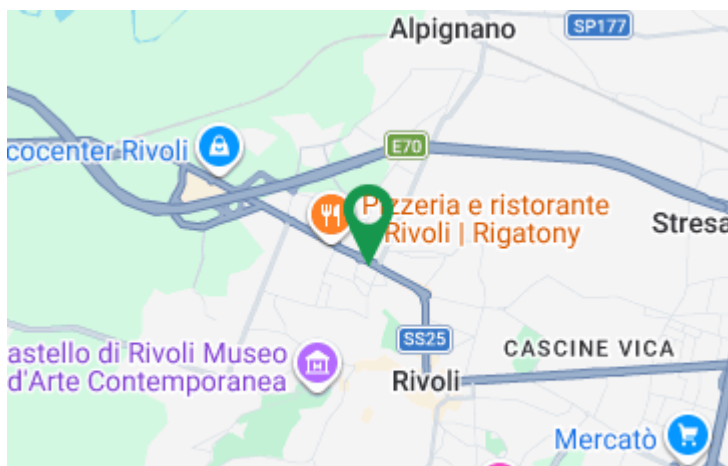 Alpignano
SP177
cocenter Rivoli
E70
Pizzeria e ristorante
Rivoli | Rigatony
Stresa
SS25
CASCINE VICA
astello di Rivoli Museo
d'Arte Contemporanea
Rivoli
Mercatò